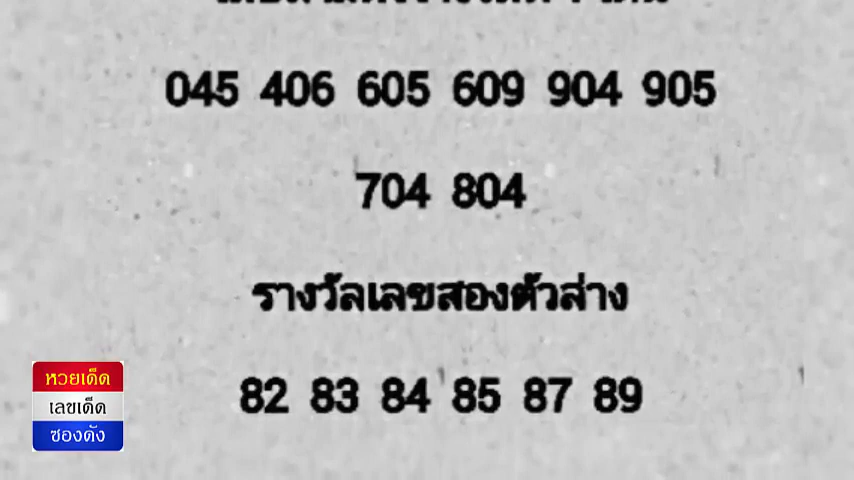 045 406 605 609 904 905
704 804
รางวัลเลขสองตัวล่าง
82 83 84 85 87 89
หวยเด็ด
เลขเด็ด
ซองดัง